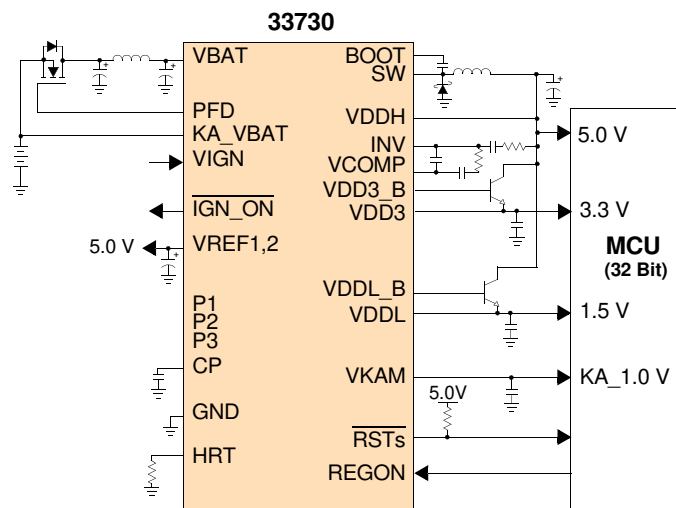 33730
VBAT
PFD
KA_VBAT
VIGN
IGN_ON
5.0 V
VREF1,2
P1
P2
P3
CP
GND
HRT
BOOT
SW
VDDH
INV
VCOMP
VDD3_B
VDD3
VDDL_B
VDDL
VKAM
5.0V
RSTs
REGON
5.0 V
3.3 V
MCU
(32 Bit)
1.5 V
KA_1.0 V
+
+
+
+